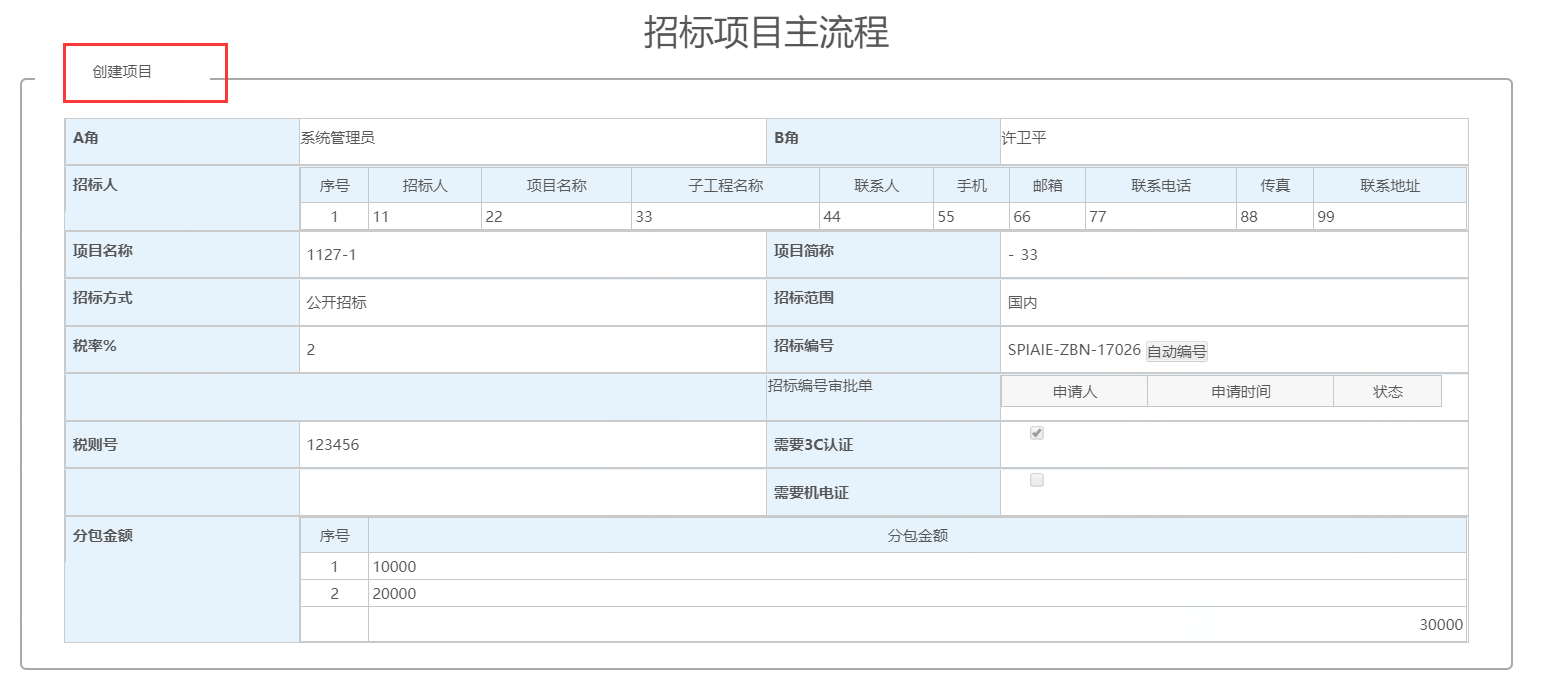 招标项目主流程
创建项目
A角 系统管理员 B角 许卫平
招标人 序号 招标人 项目名称 子工程名称 联系人 手机 邮箱 联系电话 传真 联系地址
1 11 22 33 44 55 66 77 88 99
项目名称 1127-1 项目简称 - 33
招标方式 公开招标 招标范围 国内
税率% 2 招标编号 SPIAIE-ZBN-17026 自动编号
招标编号审批单 申请人 申请时间 状态
税则号 123456 需要3C认证
需要机电证
分包金额 序号 分包金额
1 10000
2 20000
30000